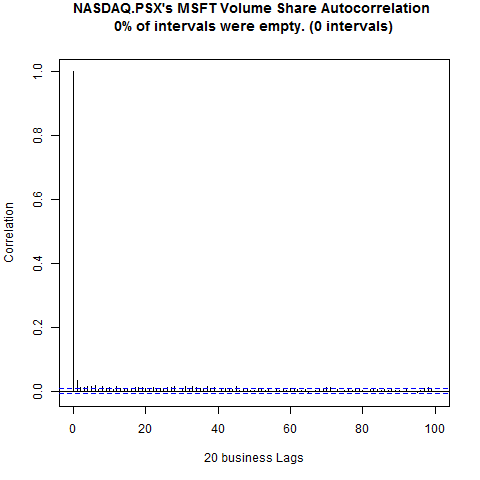 NASDAQ.PSX's MSFT Volume Share Autocorrelation
0% of intervals were empty. (0 intervals)
1.0
0.8
0.6
0.4
0.2
0.0
Correlation
0 20 40 60 80 100
20 business Lags